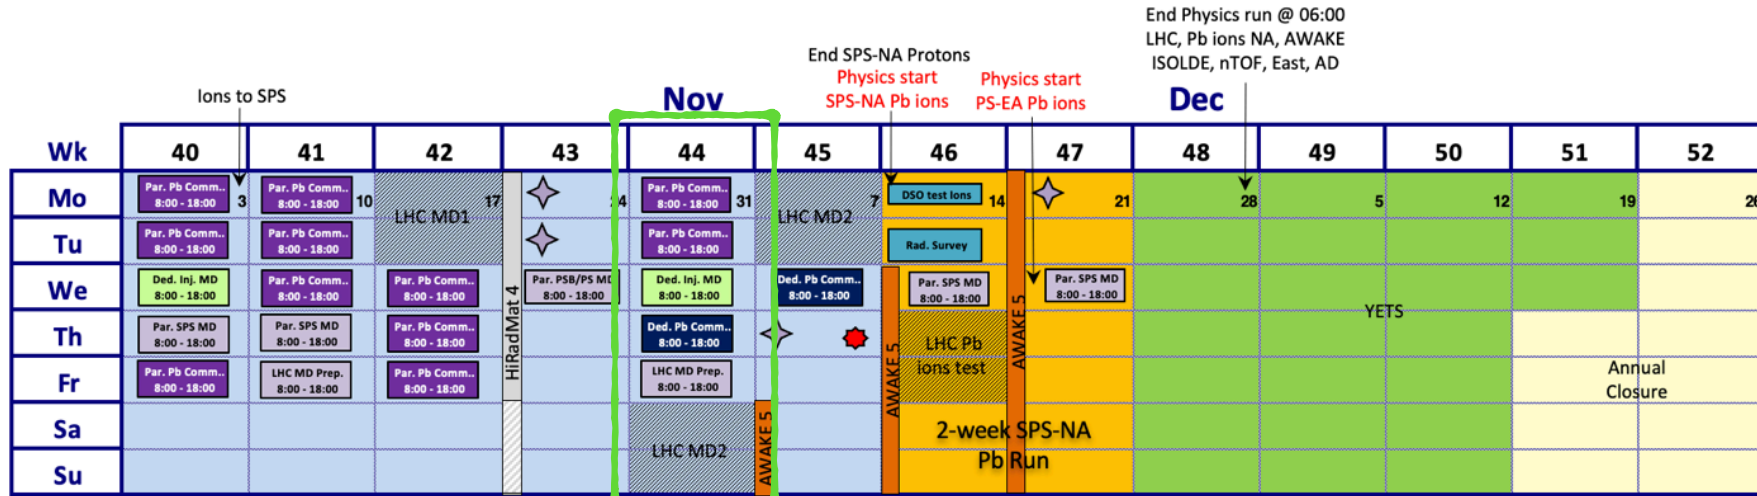 End Physics run @ 06:00
LHC, Pb ions NA, AWAKE
ISOLDE, nTOF, East, AD
End SPS-NA Protons
Physics start
SPS-NA Pb ions
Physics start
PS-EA Pb ions
Ions to SPS
Nov
Dec
Wk 40 41 42 43 44 45 46 47 48 49 50 51 52
Mo
Par. Pb Comm..
8:00 - 18:00
3
Par. Pb Comm..
8:00 - 18:00
10
LHC MD1
17
24
Par. Pb Comm..
8:00 - 18:00
31
LHC MD2
7
DSO test Ions
14
21
28
5
12
19
26
Tu
Par. Pb Comm..
8:00 - 18:00
Par. Pb Comm..
8:00 - 18:00
Par. Pb Comm..
8:00 - 18:00
Rad. Survey
We
Ded. Inj. MD
8:00 - 18:00
Par. Pb Comm..
8:00 - 18:00
Par. Pb Comm..
8:00 - 18:00
HiRadMat 4
Par. PSB/PS MD
8:00 - 18:00
Ded. Inj. MD
8:00 - 18:00
Ded. Pb Comm..
8:00 - 18:00
Par. SPS MD
8:00 - 18:00
AWAKE 5
Par. SPS MD
8:00 - 18:00
YETS
Th
Par. SPS MD
8:00 - 18:00
Par. SPS MD
8:00 - 18:00
Par. Pb Comm..
8:00 - 18:00
Ded. Pb Comm..
8:00 - 18:00
AWAKE 5
LHC Pb
ions test
Fr
Par. Pb Comm..
8:00 - 18:00
LHC MD Prep.
8:00 - 18:00
Par. Pb Comm..
8:00 - 18:00
LHC MD Prep.
8:00 - 18:00
Annual
Closure
Sa
LHC MD2
AWAKE 5
2-week SPS-NA
Pb Run
Su